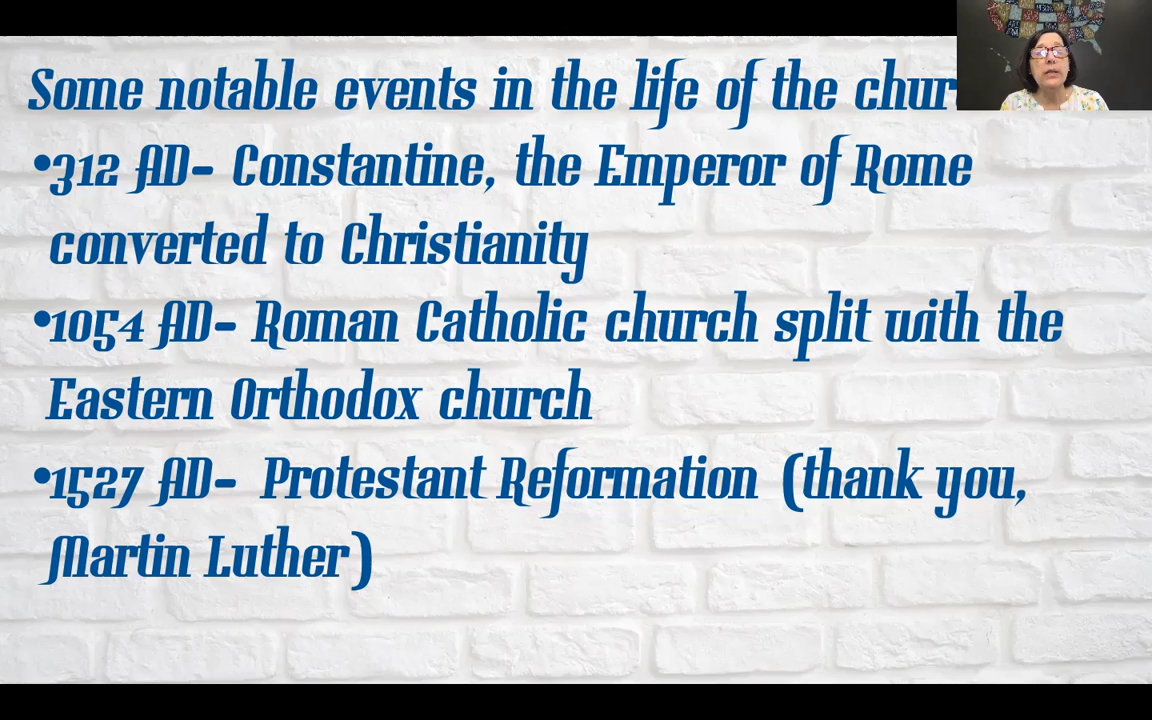 Some notable events in the life of the chur
•312 AD- Constantine, the Emperor of Rome
converted to Christianity
•1054 AD- Roman Catholic church split with the
Eastern Orthodox church
•1527 AD- Protestant Reformation (thank you,
Martin Luther)